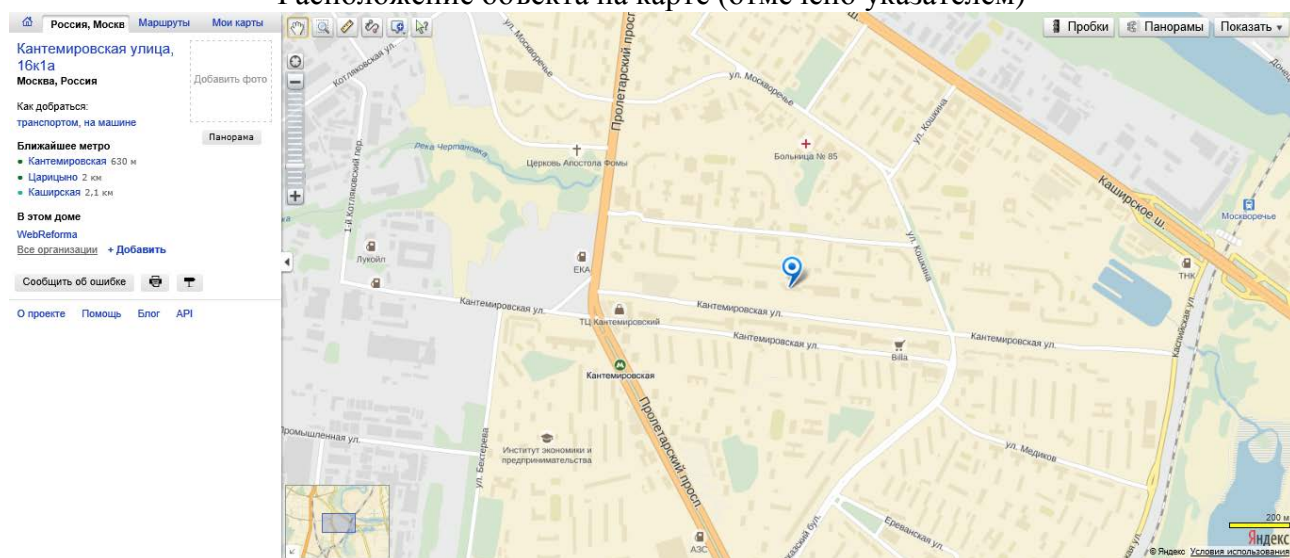 Расположение объекта на карте (отмечено указателем)
Россия, Москв
Маршруты
Мои карты
Кантемировская улица,
16к1а
Москва, Россия
Добавить фото
Как добраться:
транспортом, на машине
Панорама
Ближайшее метро
Кантемировская 630 м
Царицыно 2 км
Каширская 2,1 км
В этом доме
WebReforma
Все организации + Добавить
Сообщить об ошибке
О проекте Помощь Блог API
Пробки
Панорамы
Показать
Котляковская ул.
ул. Москворечье
Пролетарский просп
ул. Москворечье
ул. Кошкина
Река Чертановка
Церковь Апостола Фомы
Больница № 85
1-й Котляковский пер.
Каширское ш.
Москворечье
Лукойл
ЕКА
ул. Кошкина
ТНК
Кантемировская ул.
Кантемировская ул.
ТЦ Кантемировский
Кантемировская ул.
Кантемировская ул.
Billa
Каспийская ул.
Кантемировская
Пролетарский просп.
Промышленная ул.
Институт экономики и
предпринимательства
ул. Бехтерева
ул. Медиков
Ереванская ул.
АЗС
200 м
Яндекс
© Яндекс Условия использования